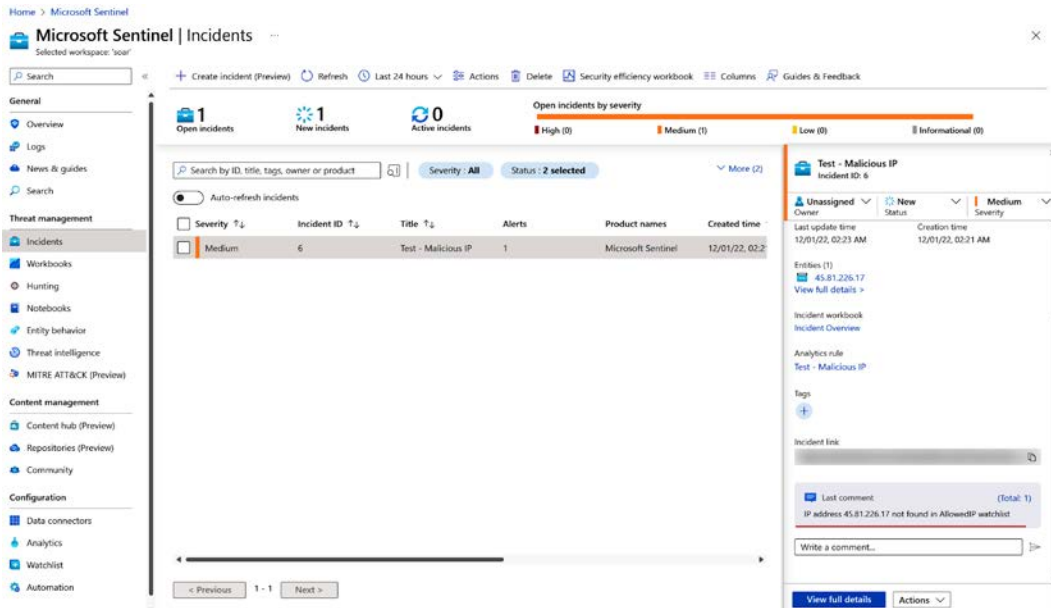 Home > Microsoft Sentinel
Microsoft Sentinel | Incidents ...
Selected workspace: 'soar'
Search
«
+ Create incident (Preview) Refresh Last 24 hours Actions Delete Security efficiency workbook Columns Guides & Feedback
General
Overview
Logs
News & guides
Search
Threat management
Incidents
Workbooks
Hunting
Notebooks
Entity behavior
Threat intelligence
MITRE ATT&CK (Preview)
Content management
Content hub (Preview)
Repositories (Preview)
Community
Configuration
Data connectors
Analytics
Watchlist
Automation
1 1 0
Open incidents New incidents Active incidents
Open incidents by severity
High (0) Medium (1) Low (0) Informational (0)
Search by ID, title, tags, owner or product Severity : All Status : 2 selected More (2)
Auto-refresh incidents
Severity ↑↓ Incident ID ↑↓ Title ↑↓ Alerts Product names Created time
Medium 6 Test - Malicious IP 1 Microsoft Sentinel 12/01/22, 02:2
< Previous 1 - 1 Next >
Test - Malicious IP
Incident ID: 6
Unassigned New Medium
Owner Status Severity
Last update time Creation time
12/01/22, 02:23 AM 12/01/22, 02:21 AM
Entities (1)
45.81.226.17
View full details >
Incident workbook
Incident Overview
Analytics rule
Test - Malicious IP
Tags
+
Incident link
Last comment (Total: 1)
IP address 45.81.226.17 not found in AllowedIP watchlist
Write a comment...
View full details Actions